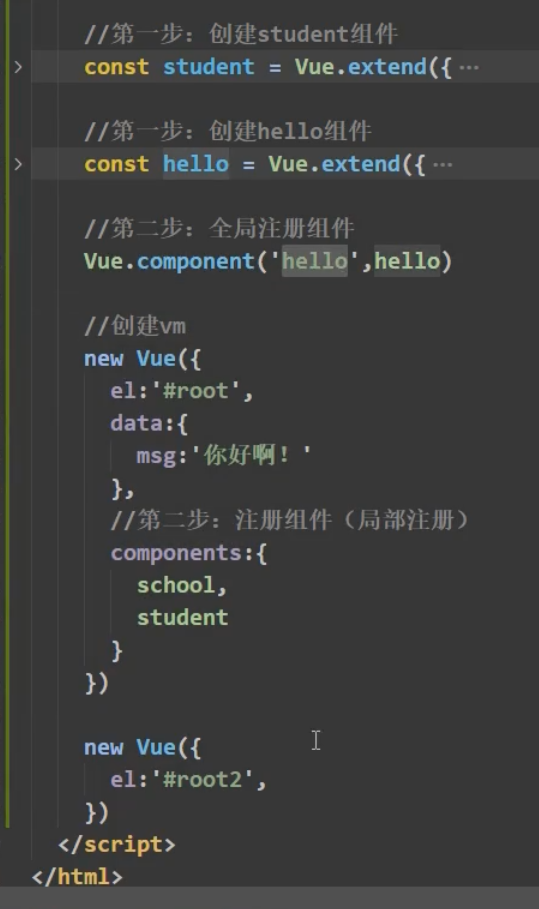 //第一步：创建student组件
const student = Vue.extend({ ···
//第一步：创建hello组件
const hello = Vue.extend({ ···
//第二步：全局注册组件
Vue.component('hello',hello)
//创建vm
new Vue({
el:'#root',
data:{
msg:'你好啊！'
},
//第二步：注册组件（局部注册）
components:{
school,
student
}
})
new Vue({
el:'#root2',
})
</script>
</html>